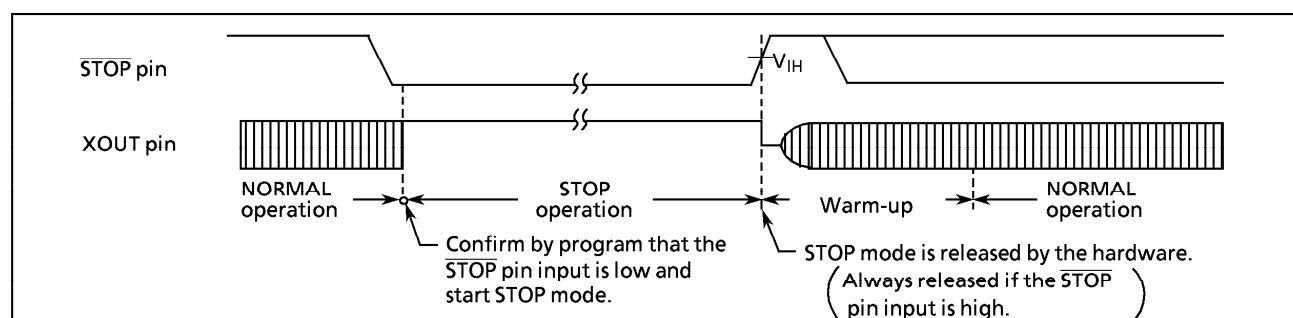 STOP pin
VIH
XOUT pin
NORMAL
operation
STOP
operation
Warm-up
NORMAL
operation
Confirm by program that the
STOP pin input is low and
start STOP mode.
STOP mode is released by the hardware.
(Always released if the STOP
pin input is high.)